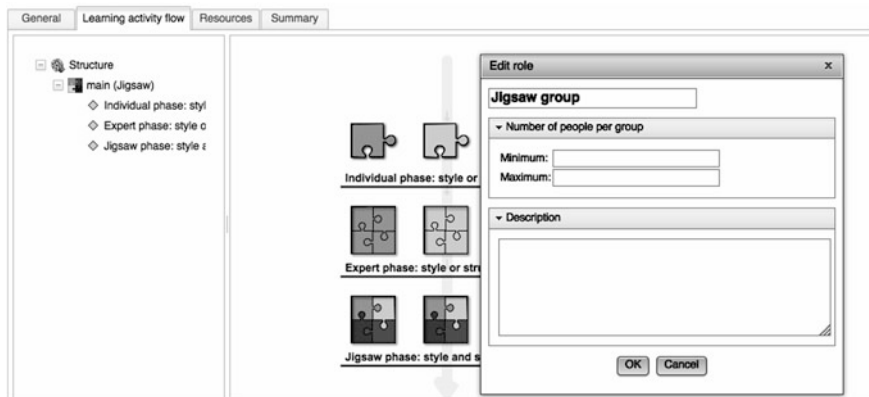 General Learning activity flow Resources Summary
Structure
main (Jigsaw)
Individual phase: styl
Expert phase: style o
Jigsaw phase: style a
Individual phase: style or
Expert phase: style or stru
Jigsaw phase: style and s
Edit role x
Jigsaw group
Number of people per group
Minimum:
Maximum:
Description
OK Cancel